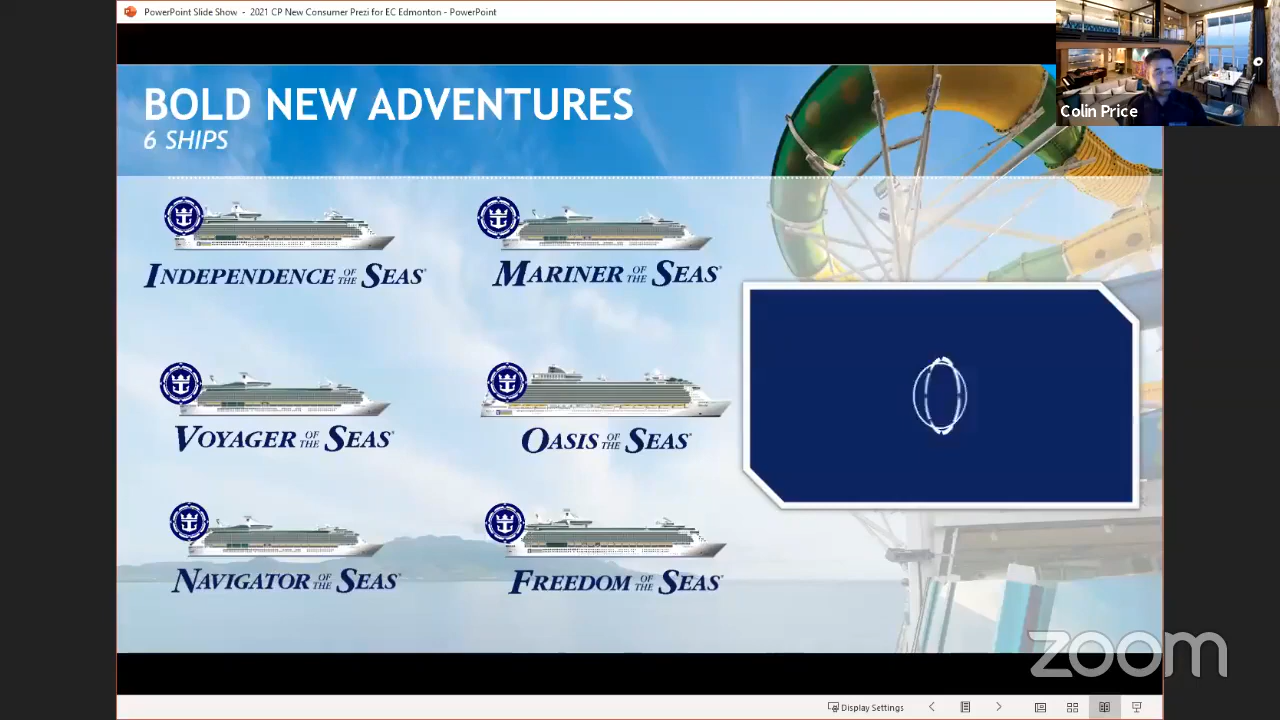 PowerPoint Slide Show - 2021 CP New Consumer Prezi for EC Edmonton - PowerPoint
Colin Price
BOLD NEW ADVENTURES
6 SHIPS
INDEPENDENCE OF THE SEAS
MARINER OF THE SEAS
VOYAGER OF THE SEAS
OASIS OF THE SEAS
NAVIGATOR OF THE SEAS
FREEDOM OF THE SEAS
zoom
Display Settings